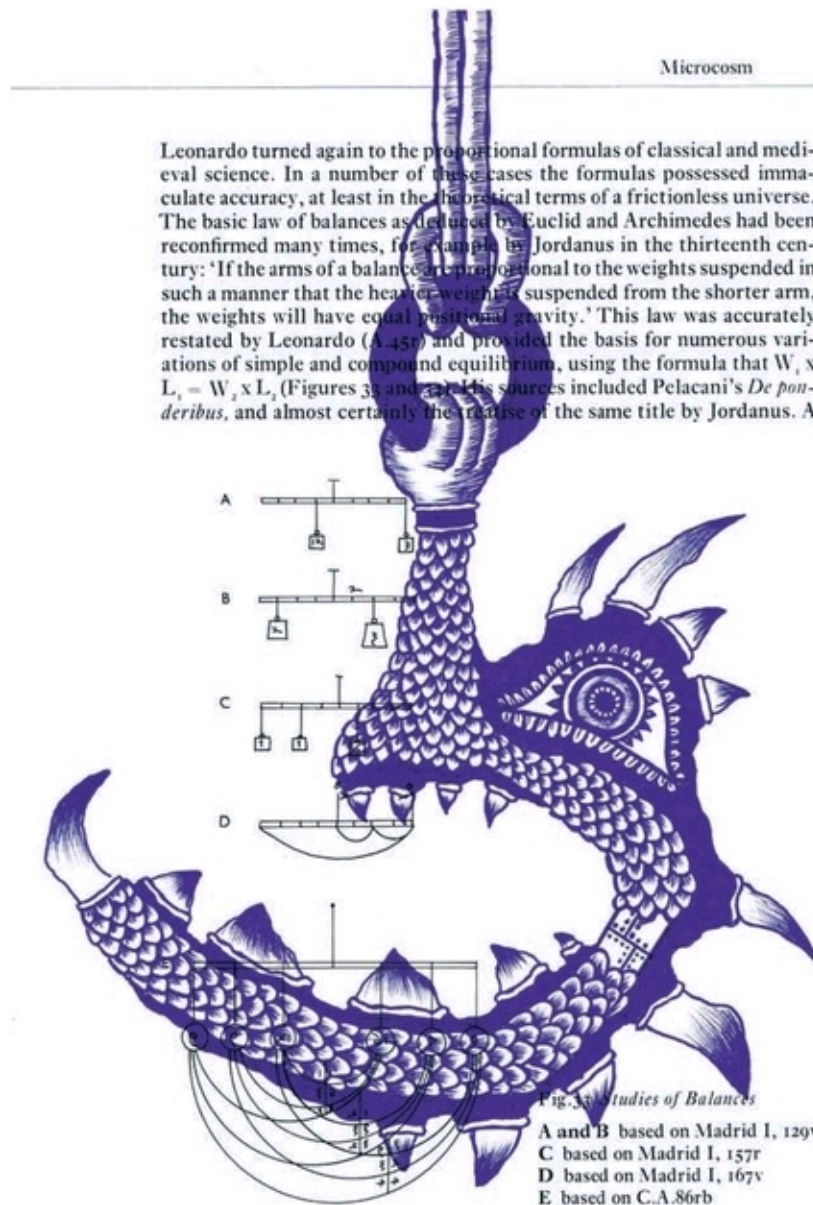 Microcosm
Leonardo turned again to the proportional formulas of classical and medi-
eval science. In a number of these cases the formulas possessed imma-
culate accuracy, at least in the theoretical terms of a frictionless universe.
The basic law of balances as deduced by Euclid and Archimedes had been
reconfirmed many times, for example by Jordanus in the thirteenth cen-
tury: ‘If the arms of a balance are proportional to the weights suspended in
such a manner that the heavier weight is suspended from the shorter arm,
the weights will have equal positional gravity.’ This law was accurately
restated by Leonardo (A.45r) and provided the basis for numerous vari-
ations of simple and compound equilibrium, using the formula that W₁ x
L₁ = W₂ x L₂ (Figures 33 and 34). His sources included Pelacani's De pon-
deribus, and almost certainly the treatise of the same title by Jordanus. A
A
B
C
1 1
D
Fig.33 Studies of Balances
A and B based on Madrid I, 129v
C based on Madrid I, 157r
D based on Madrid I, 167v
E based on C.A.86rb